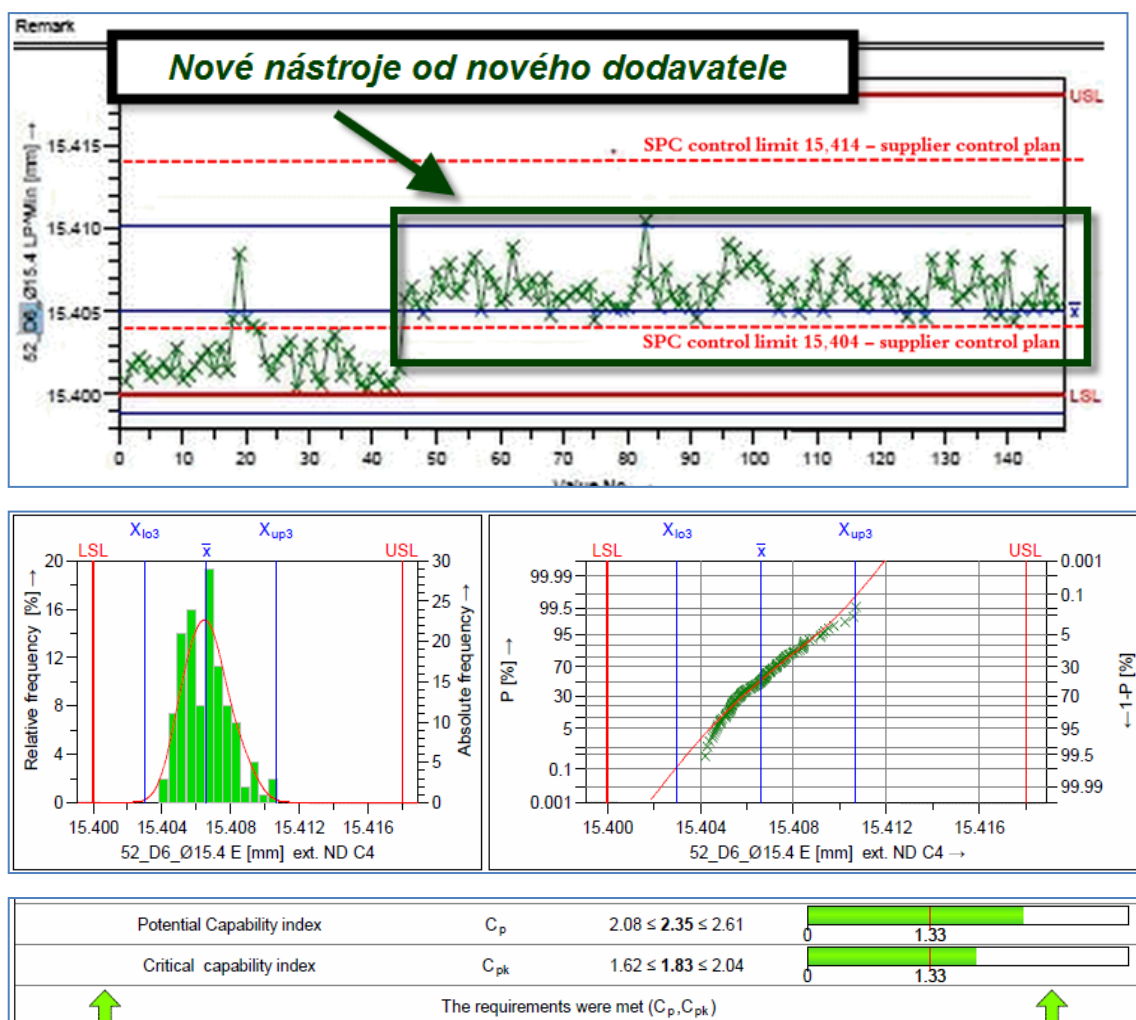 Remark
Nové nástroje od nového dodavatele
USL
15.415
SPC control limit 15,414 – supplier control plan
15.410
15.405
x̄
SPC control limit 15,404 – supplier control plan
15.400
LSL
52_D6_Ø15.4 LP^Min [mm] →
0 10 20 30 40 50 60 70 80 90 100 110 120 130 140
Value No.
Xlo3 Xup3
LSL x̄ USL
20 30
25
16
20
12
15
8
10
4
5
0 0
Relative frequency [%] →
Absolute frequency →
15.400 15.404 15.408 15.412 15.416
52_D6_Ø15.4 E [mm] ext. ND C4
Xlo3 Xup3
LSL x̄ USL
99.99 0.001
0.1
99.5
95 5
70 30
30 70
5 95
99.5
0.1
99.99
0.001
P [%] →
←1-P [%]
15.400 15.404 15.408 15.412 15.416
52_D6_Ø15.4 E [mm] ext. ND C4 →
Potential Capability index Cp 2.08 ≤ 2.35 ≤ 2.61
0 1.33
Critical capability index Cpk 1.62 ≤ 1.83 ≤ 2.04
0 1.33
The requirements were met (Cp,Cpk)